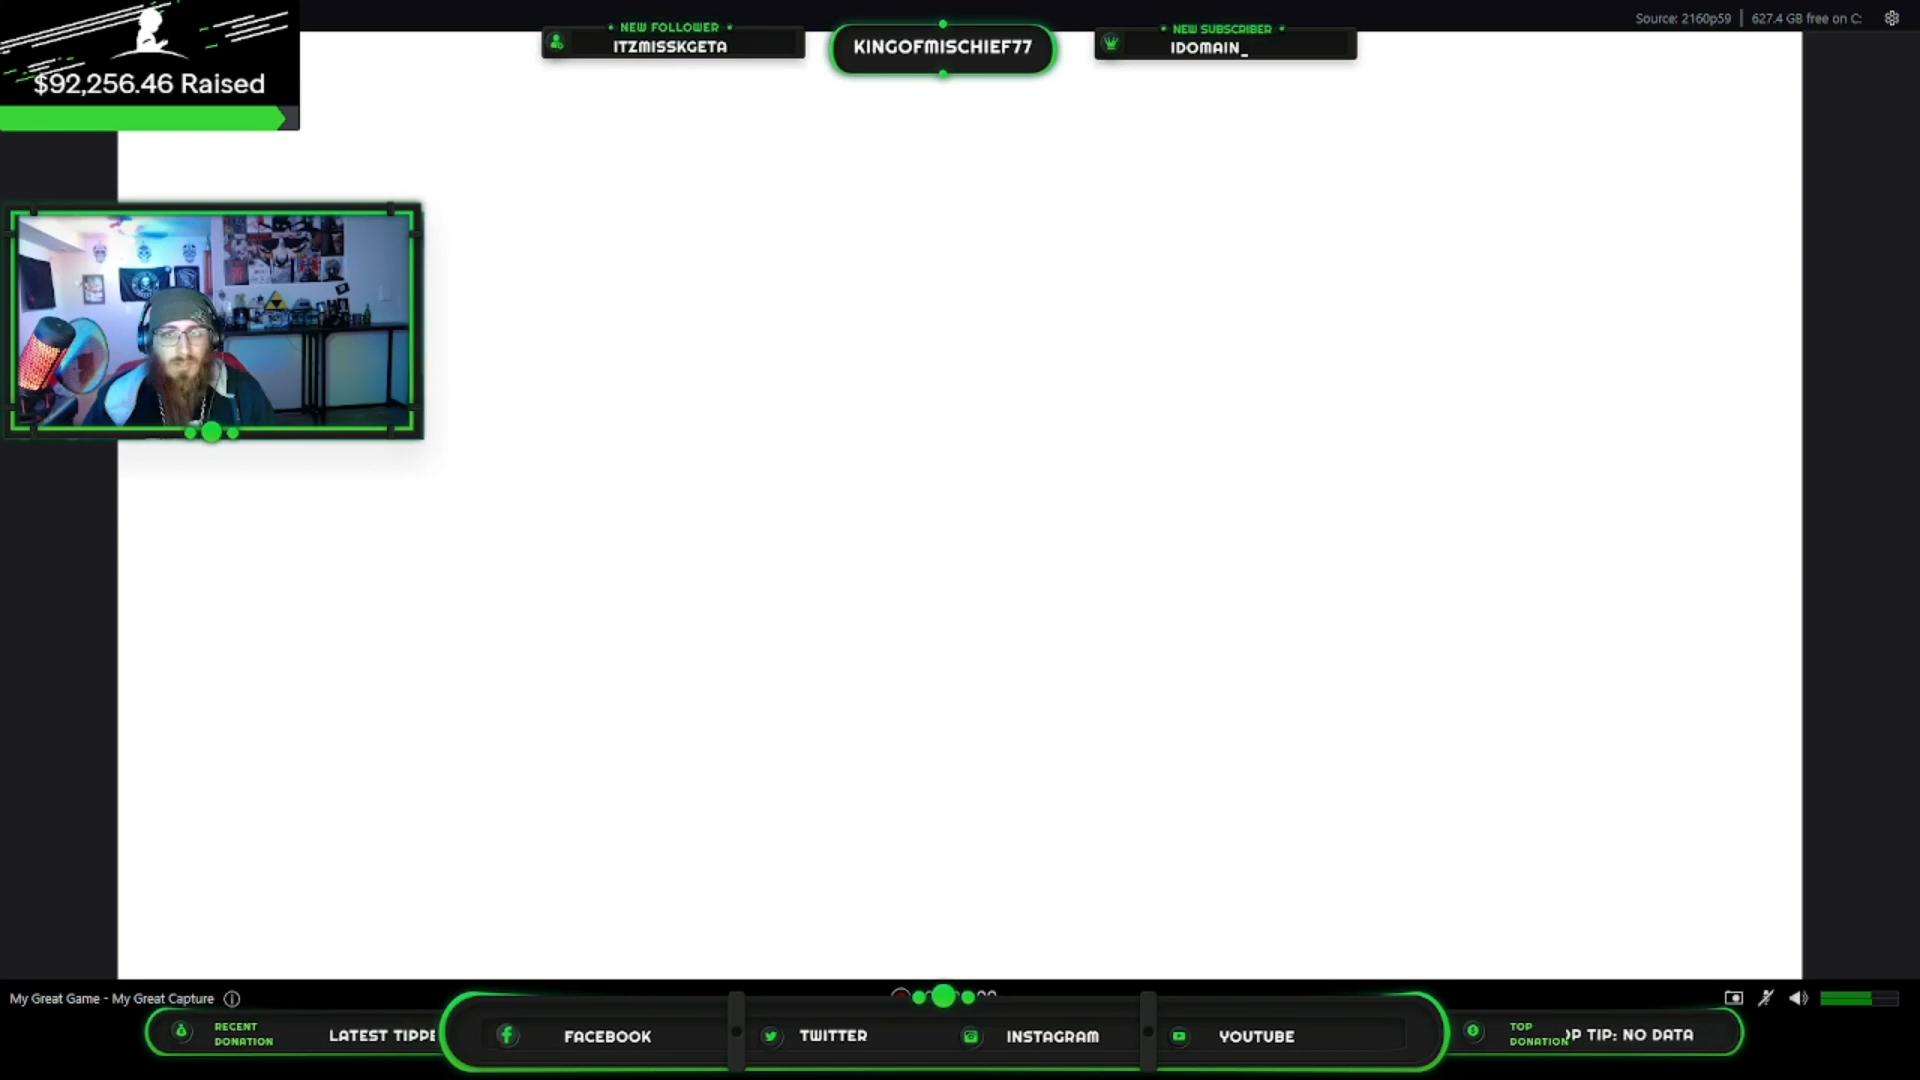 Source: 2160p59 | 627.4 GB free on C:
NEW FOLLOWER
ITZMISSKGETA
KINGOFMISCHIEF77
NEW SUBSCRIBER
IDOMAIN_
$92,256.46 Raised
My Great Game - My Great Capture
RECENT
DONATION
LATEST TIPPE
FACEBOOK
TWITTER
INSTAGRAM
YOUTUBE
TOP
DONATION
OP TIP: NO DATA